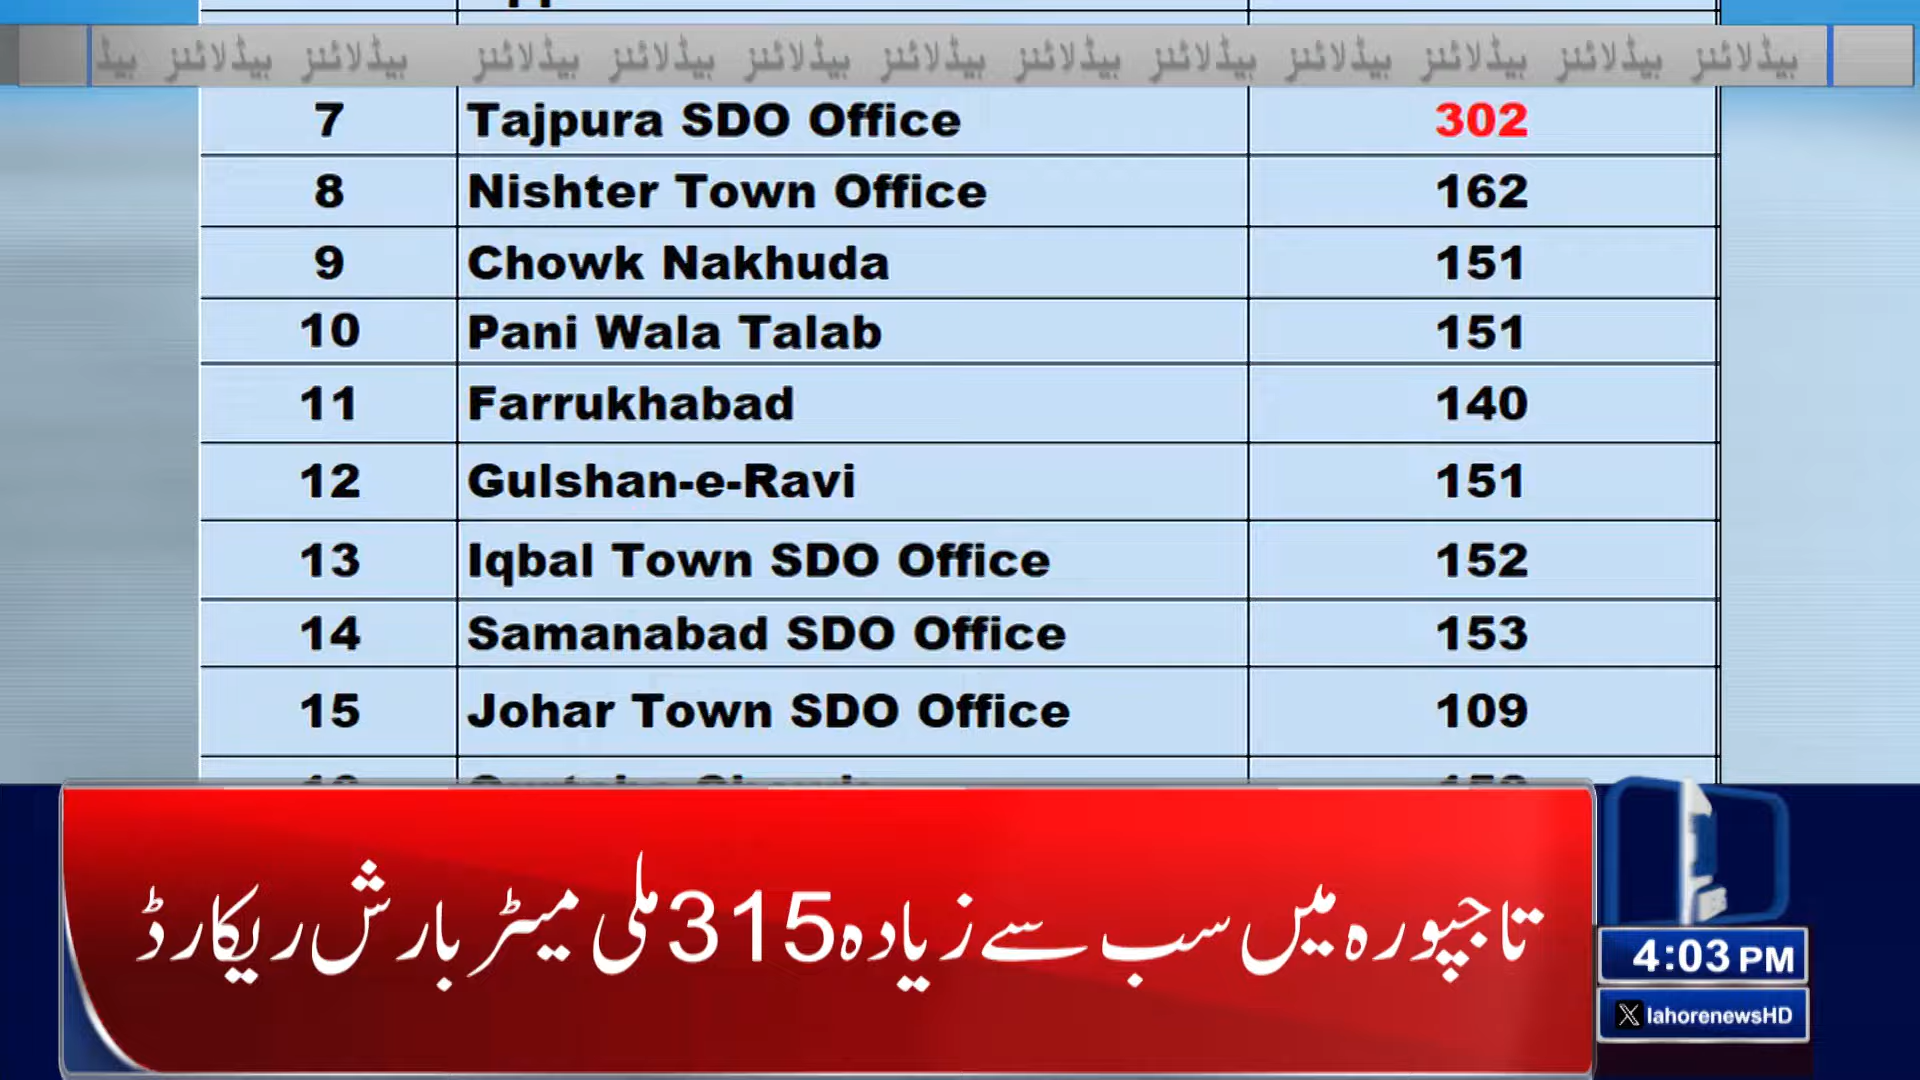 ہیڈلائنز ہیڈلائنز ہیڈلائنز ہیڈلائنز ہیڈلائنز ہیڈلائنز ہیڈلائنز ہیڈلائنز ہیڈلائنز ہیڈلائنز ہیڈلائنز ہیڈلائنز ہیڈ
7 Tajpura SDO Office 302
8 Nishter Town Office 162
9 Chowk Nakhuda 151
10 Pani Wala Talab 151
11 Farrukhabad 140
12 Gulshan-e-Ravi 151
13 Iqbal Town SDO Office 152
14 Samanabad SDO Office 153
15 Johar Town SDO Office 109
تاجپورہ میں سب سے زیادہ 315 ملی میٹر بارش ریکارڈ
4:03 PM
X lahorenewsHD